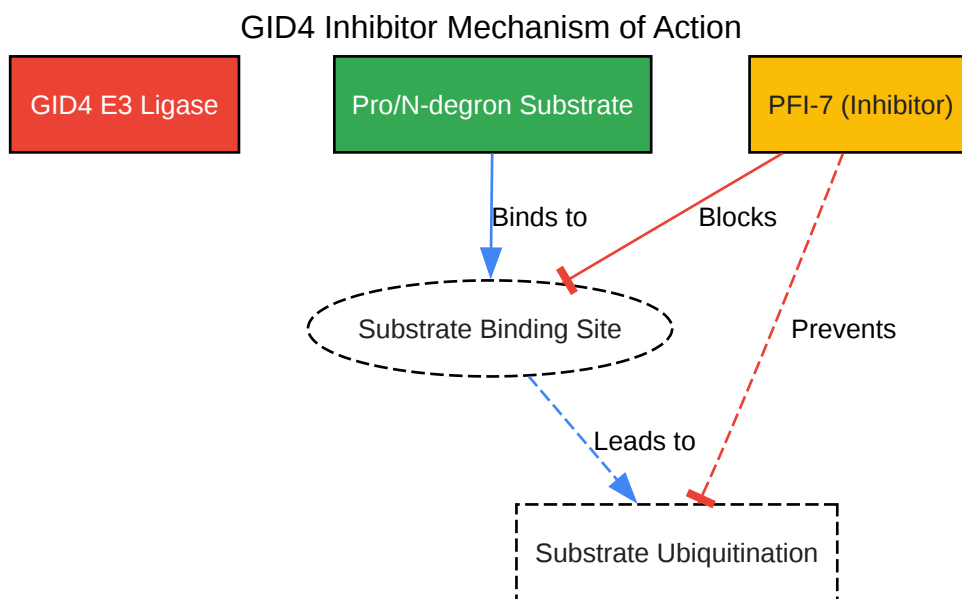 GID4 Inhibitor Mechanism of Action
GID4 E3 Ligase
Pro/N-degron Substrate
PFI-7 (Inhibitor)
Binds to
Blocks
Substrate Binding Site
Prevents
Leads to
Substrate Ubiquitination